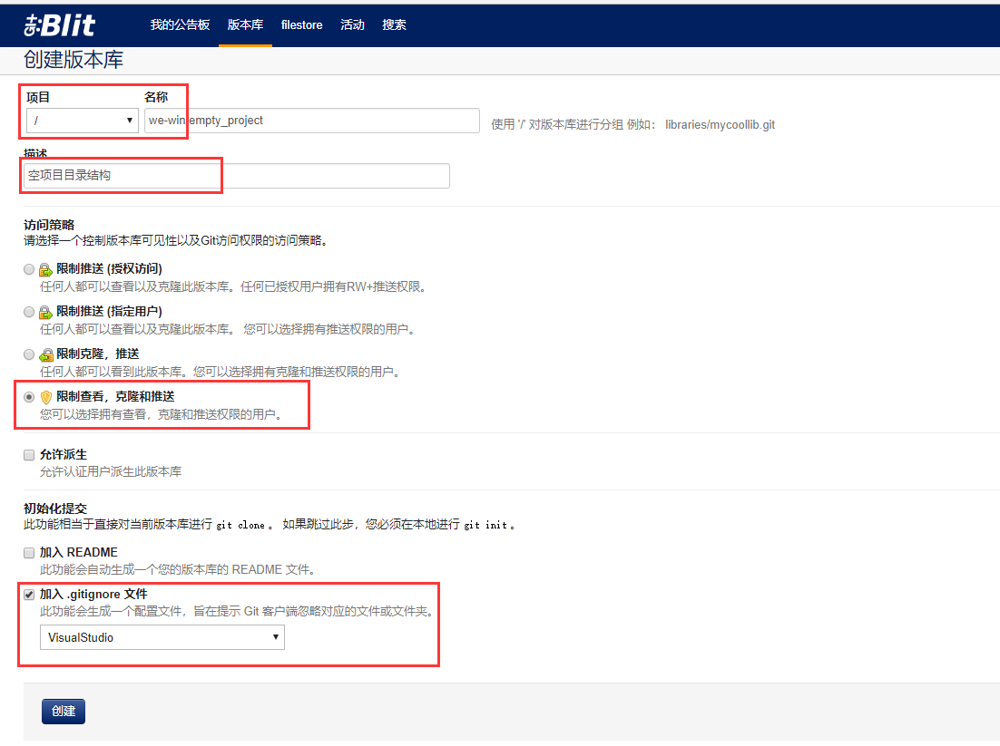 Blit 我的公告板 版本库 filestore 活动 搜索
创建版本库
项目 名称
/ we-win/empty_project 使用 '/' 对版本库进行分组 例如： libraries/mycoollib.git
描述
空项目目录结构
访问策略
请选择一个控制版本库可见性以及Git访问权限的访问策略。
限制推送 (授权访问)
任何人都可以查看以及克隆此版本库。任何已授权用户拥有RW+推送权限。
限制推送 (指定用户)
任何人都可以查看以及克隆此版本库。 您可以选择拥有推送权限的用户。
限制克隆，推送
任何人都可以看到此版本库。您可以选择拥有克隆和推送权限的用户。
限制查看，克隆和推送
您可以选择拥有查看，克隆和推送权限的用户。
允许派生
允许认证用户派生此版本库
初始化提交
此功能相当于直接对当前版本库进行 git clone 。 如果跳过此步，您必须在本地进行 git init 。
加入 README
此功能会自动生成一个您的版本库的 README 文件。
加入 .gitignore 文件
此功能会生成一个配置文件，旨在提示 Git 客户端忽略对应的文件或文件夹。
VisualStudio
创建